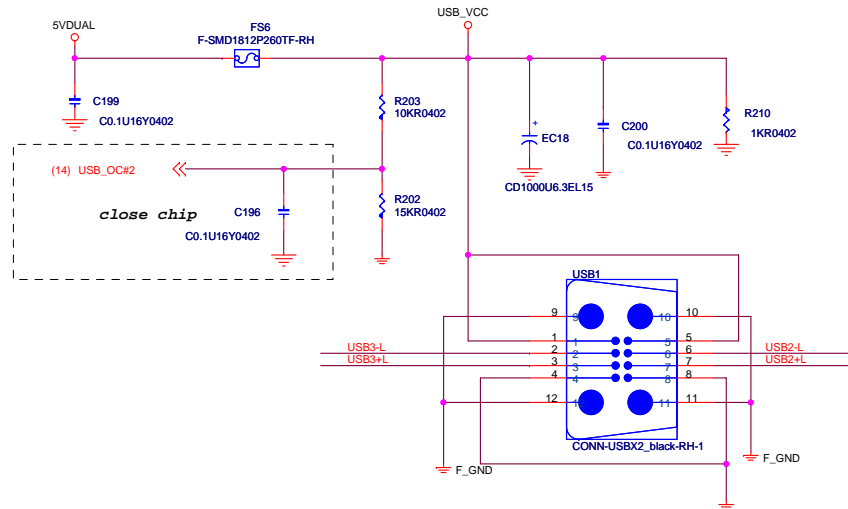 5VDUAL
FS6
F-SMD1812P260TF-RH
USB_VCC
C199
C0.1U16Y0402
R203
10KR0402
EC18
CD1000U6.3EL15
C200
C0.1U16Y0402
R210
1KR0402
(14) USB_OC#2
close chip
C196
C0.1U16Y0402
R202
15KR0402
USB1
9 9 10 10
1 1 5 5
USB3-L 2 2 6 6 USB2-L
USB3+L 3 3 7 7 USB2+L
4 4 8 8
12 11 11
CONN-USBX2_black-RH-1
F_GND
F_GND